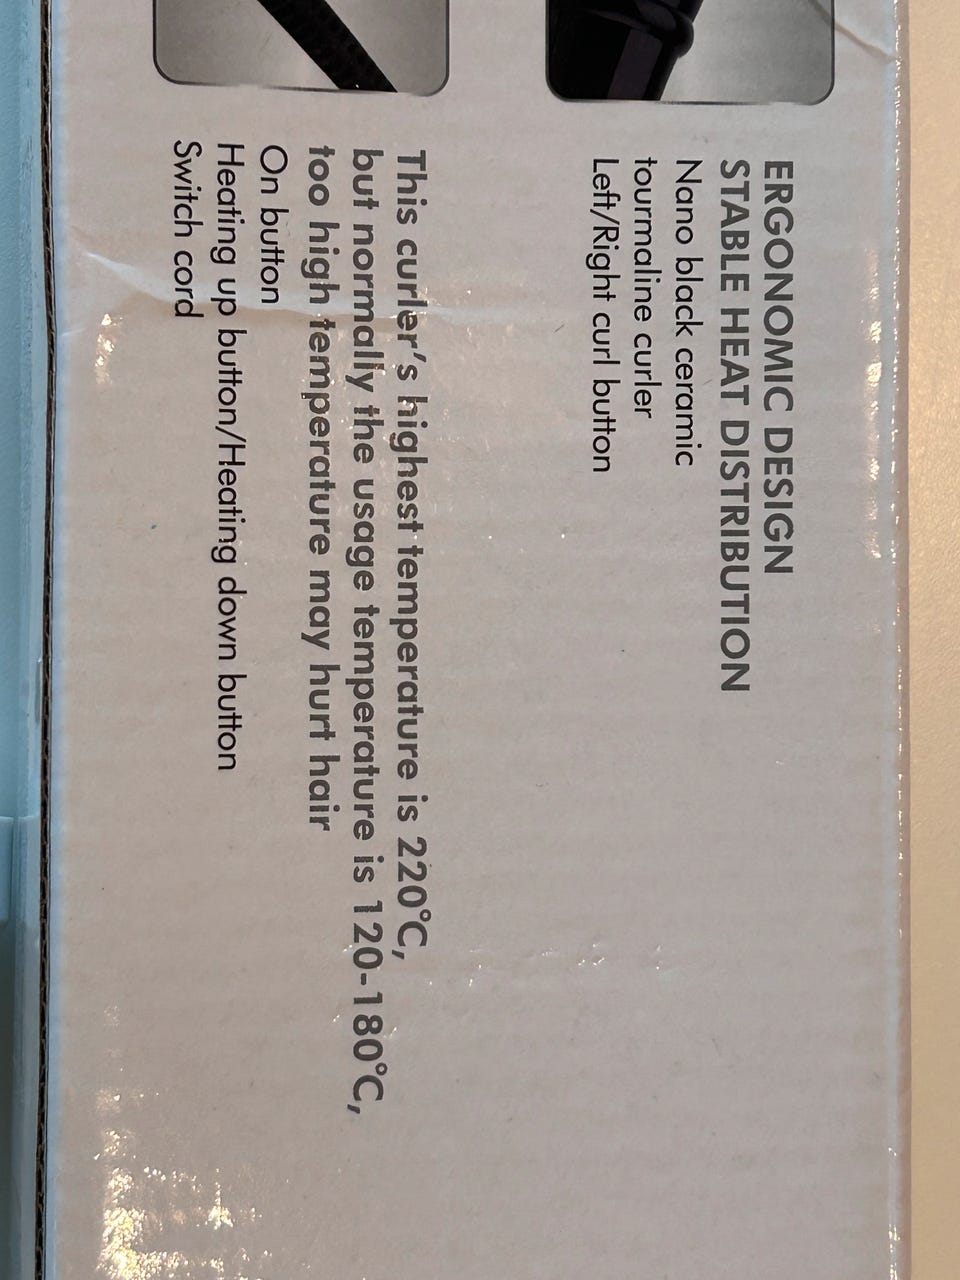 ERGONOMIC DESIGN
STABLE HEAT DISTRIBUTION
Nano black ceramic
tourmaline curler
Left/Right curl button
This curler's highest temperature is 220°C,
but normally the usage temperature is 120-180°C,
too high temperature may hurt hair
On button
Heating up button/Heating down button
Switch cord